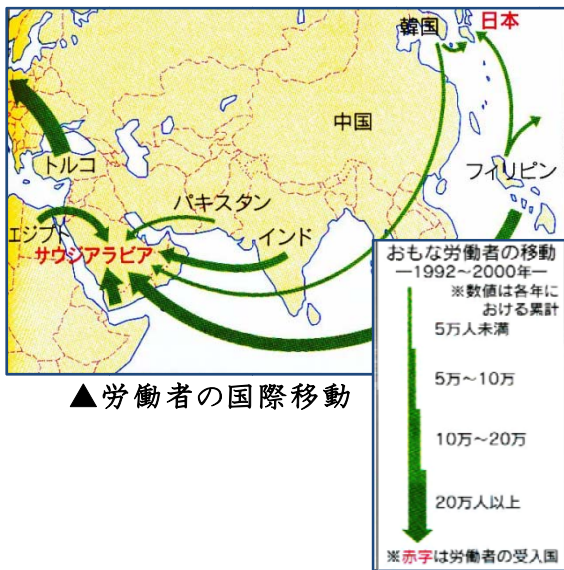 韓国
日本
中国
トルコ
フィリピン
パキスタン
エジプト
インド
サウジアラビア
おもな労働者の移動
―1992～2000年―
※数値は各年に
おける累計
5万人未満
5万～10万
10万～20万
20万人以上
※赤字は労働者の受入国
▲労働者の国際移動